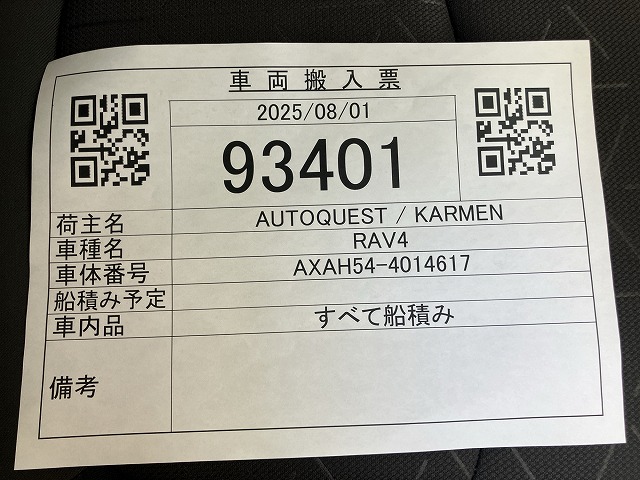 車両搬入票
2025/08/01
93401
荷主名 AUTOQUEST / KARMEN
車種名 RAV4
車体番号 AXAH54-4014617
船積み予定
車内品 すべて船積み
備考